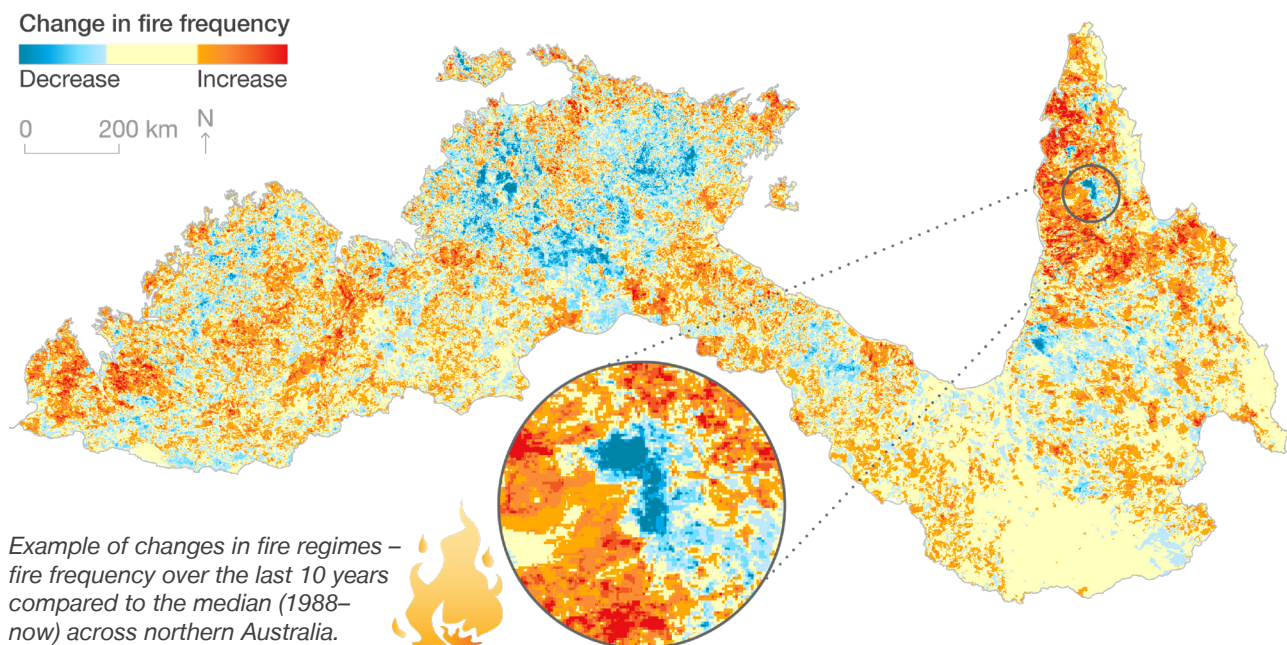 Change in fire frequency
Decrease Increase
0 200 km N
Example of changes in fire regimes –
fire frequency over the last 10 years
compared to the median (1988–
now) across northern Australia.